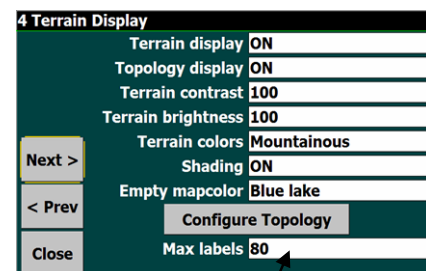 4 Terrain Display
Terrain display ON
Topology display ON
Terrain contrast 100
Terrain brightness 100
Terrain colors Mountainous
Next >
Shading ON
Empty mapcolor Blue lake
< Prev
Configure Topology
Close
Max labels 80